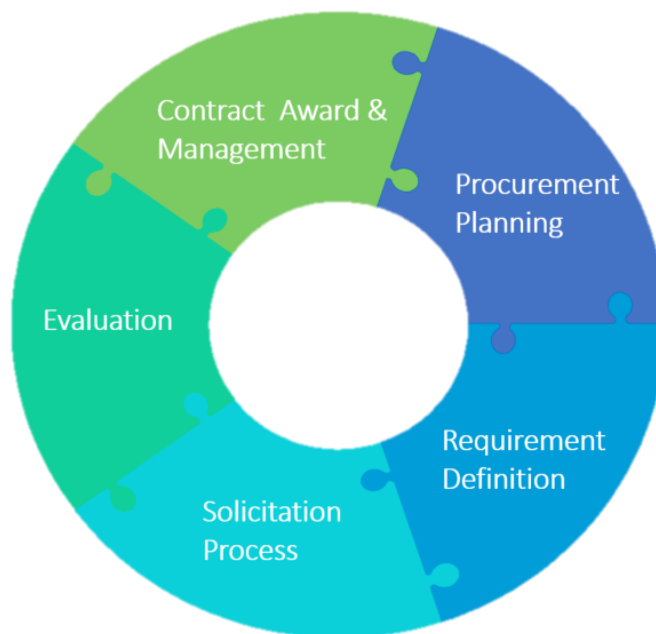 Contract Award &
Management
Procurement
Planning
Evaluation
Requirement
Definition
Solicitation
Process